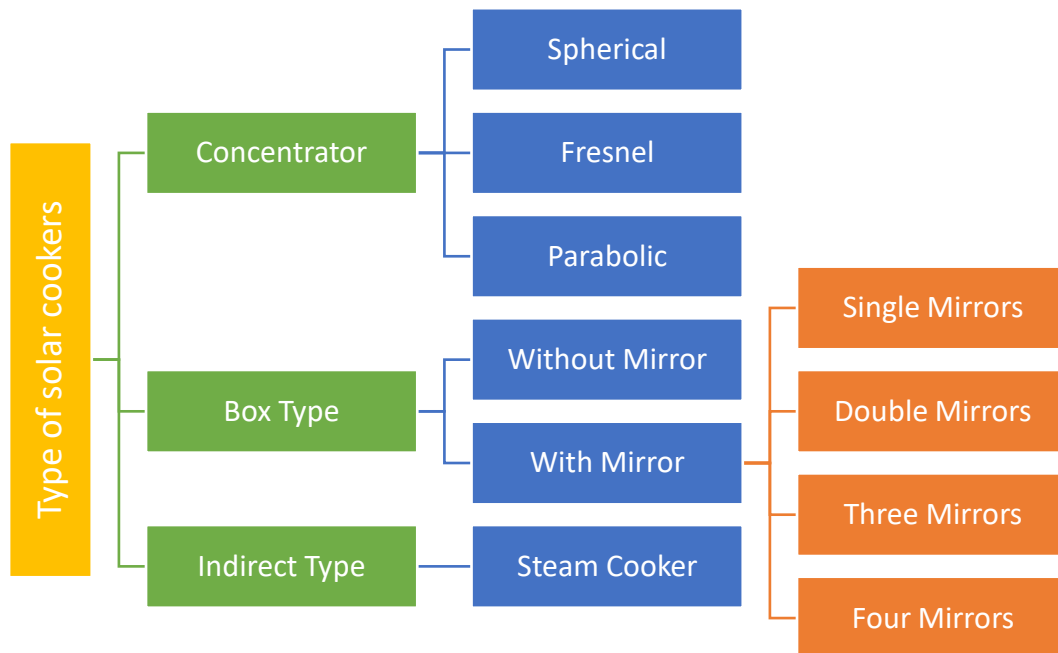 Type of solar cookers
Concentrator
Spherical
Fresnel
Parabolic
Box Type
Without Mirror
With Mirror
Single Mirrors
Double Mirrors
Three Mirrors
Four Mirrors
Indirect Type
Steam Cooker